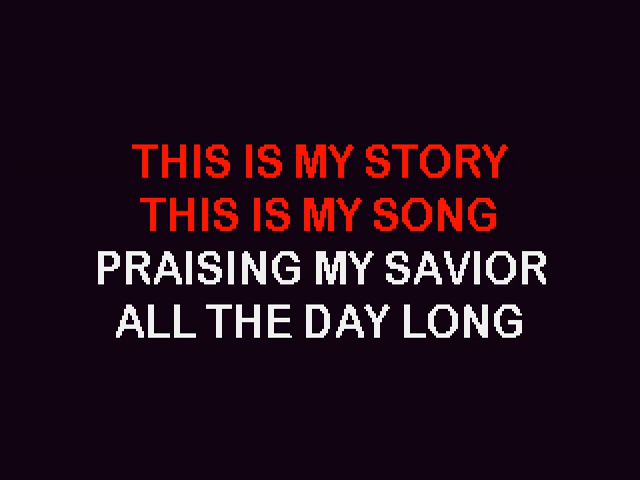 THIS IS MY STORY
THIS IS MY SONG
PRAISING MY SAVIOR
ALL THE DAY LONG